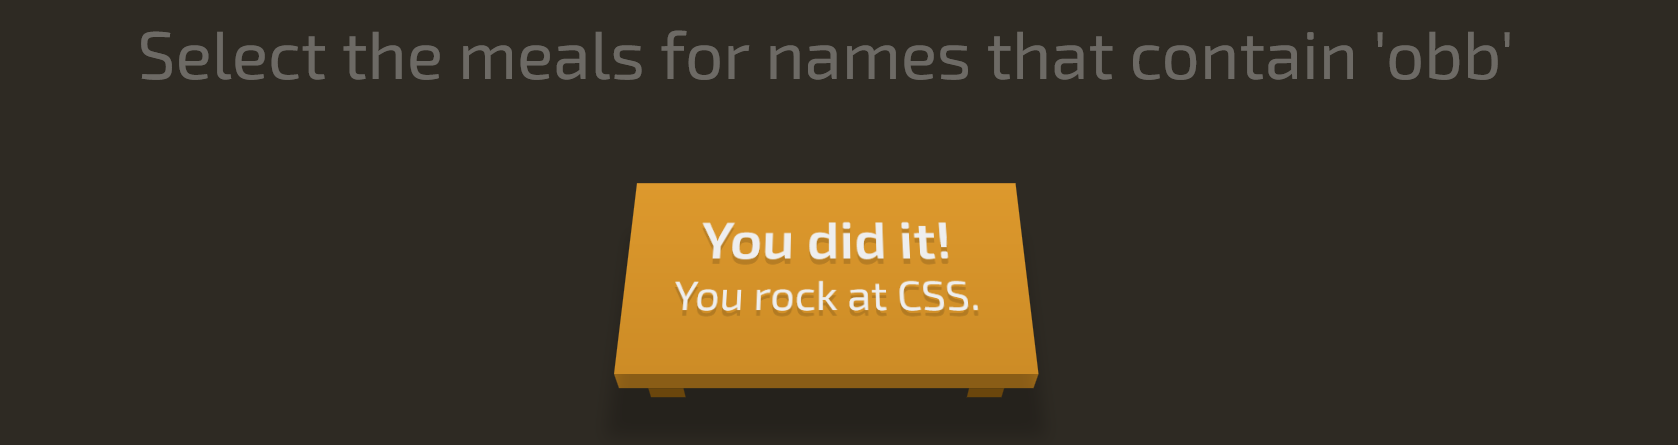 Select the meals for names that contain 'obb'
You did it!
You rock at CSS.